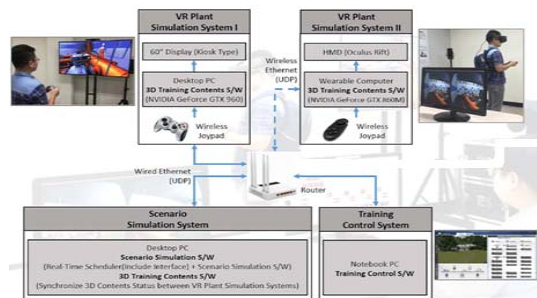 VR Plant
Simulation System I
60" Display (Kiosk Type)
Desktop PC
3D Training Contents S/W
(NVIDIA GeForce GTX 960)
Wireless
Joypad
VR Plant
Simulation System II
HMD (Oculus Rift)
Wearable Computer
3D Training Contents S/W
(NVIDIA GeForce GTX 860M)
Wireless
Joypad
Wireless
Ethernet
(UDP)
Wired Ethernet
(UDP)
Router
Scenario
Simulation System
Desktop PC
Scenario Simulation S/W
(Real-Time Scheduler(Include Interface) + Scenario Simulation S/W)
3D Training Contents S/W
(Synchronize 3D Contents Status between VR Plant Simulation Systems)
Training
Control System
Notebook PC
Training Control S/W